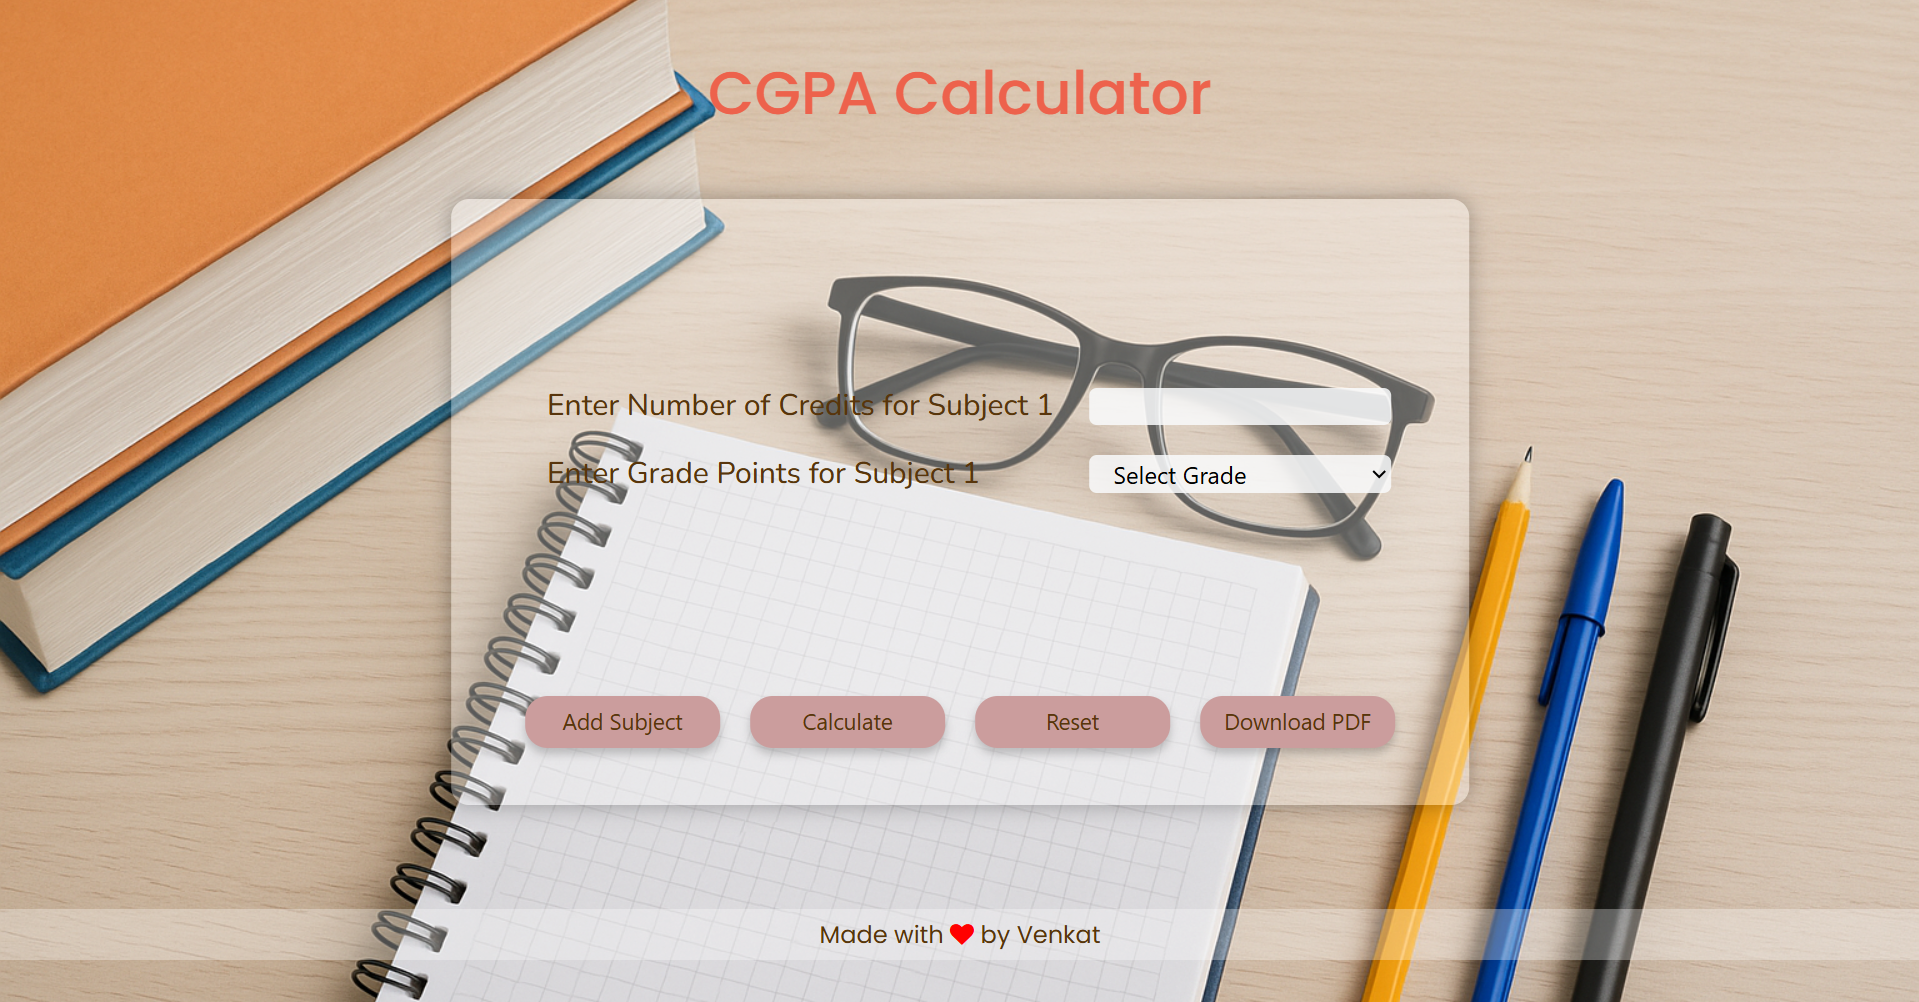 CGPA Calculator
Enter Number of Credits for Subject 1
Enter Grade Points for Subject 1
Select Grade
Add Subject
Calculate
Reset
Download PDF
Made with ❤ by Venkat